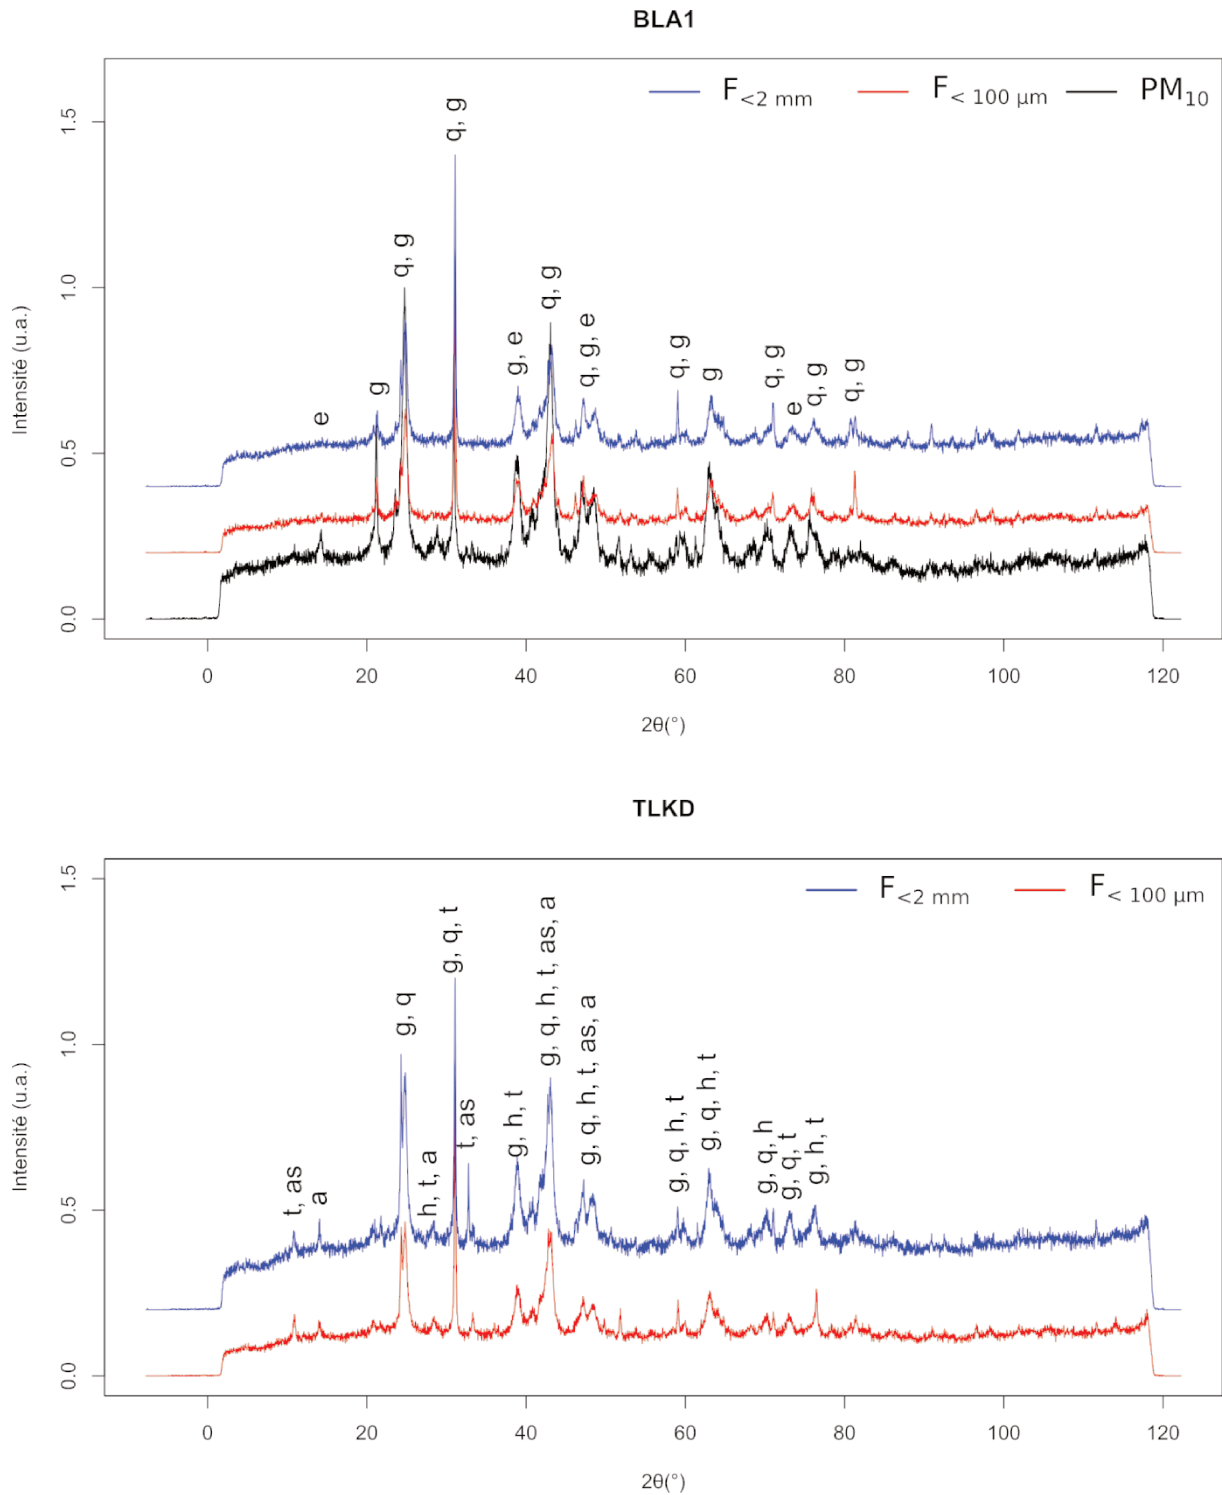 BLA1
F<2 mm
F< 100 µm
PM10
Intensité (u.a.)
1.5
1.0
0.5
0.0
e
g
q, g
q, g
g, e
q, g
q, g, e
q, g
g
q, g
e
q, g
q, g
0
20
40
60
80
100
120
2θ(°)
TLKD
F<2 mm
F< 100 µm
Intensité (u.a.)
1.5
1.0
0.5
0.0
t, as
a
g, q
h, t, a
g, q, t
t, as
g, h, t
g, q, h, t, as, a
g, q, h, t, as, a
g, q, h, t
g, q, h, t
g, q, h
g, q, t
g, h, t
0
20
40
60
80
100
120
2θ(°)